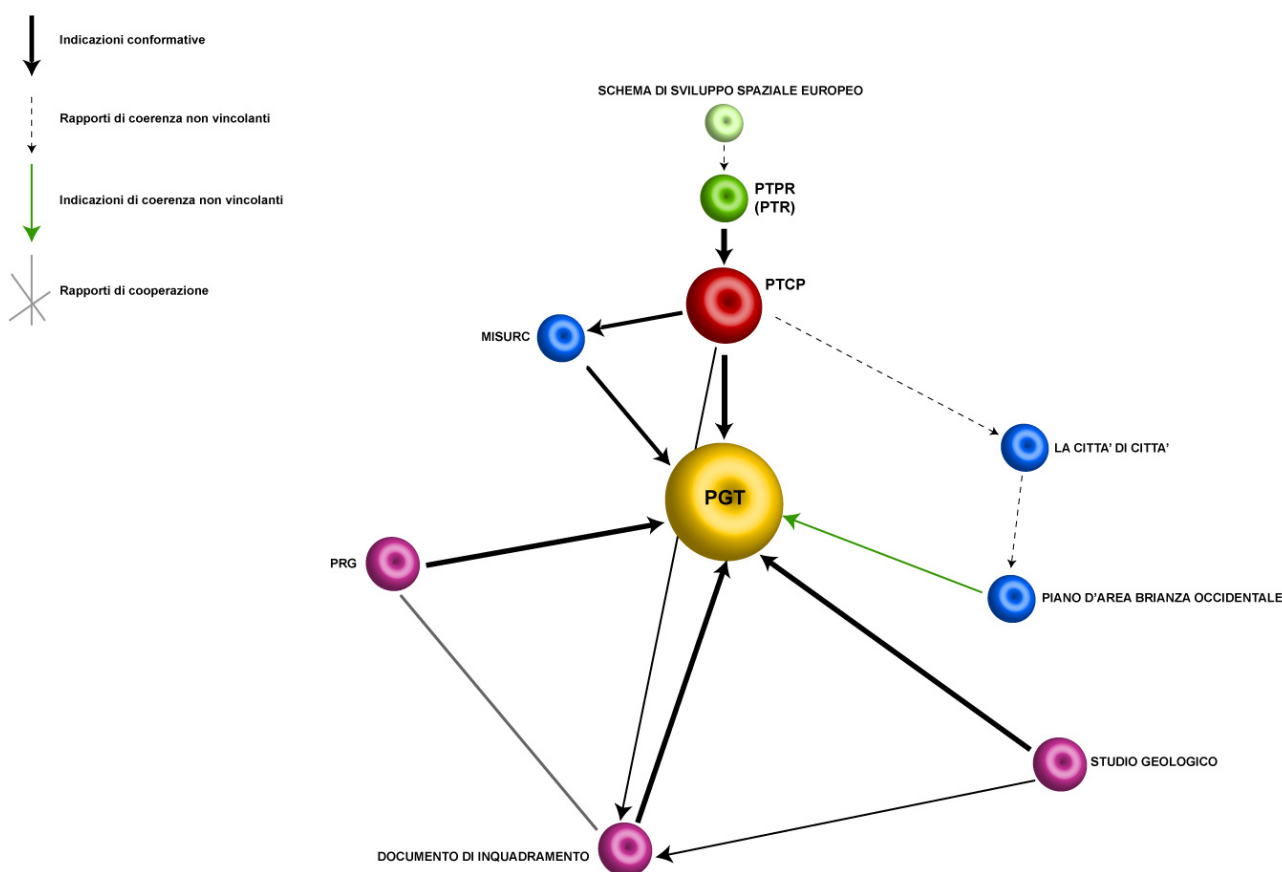 Indicazioni conformative
Rapporti di coerenza non vincolanti
Indicazioni di coerenza non vincolanti
Rapporti di cooperazione
SCHEMA DI SVILUPPO SPAZIALE EUROPEO
PTPR
(PTR)
PTCP
MISURC
LA CITTA' DI CITTA'
PGT
PRG
PIANO D'AREA BRIANZA OCCIDENTALE
STUDIO GEOLOGICO
DOCUMENTO DI INQUADRAMENTO